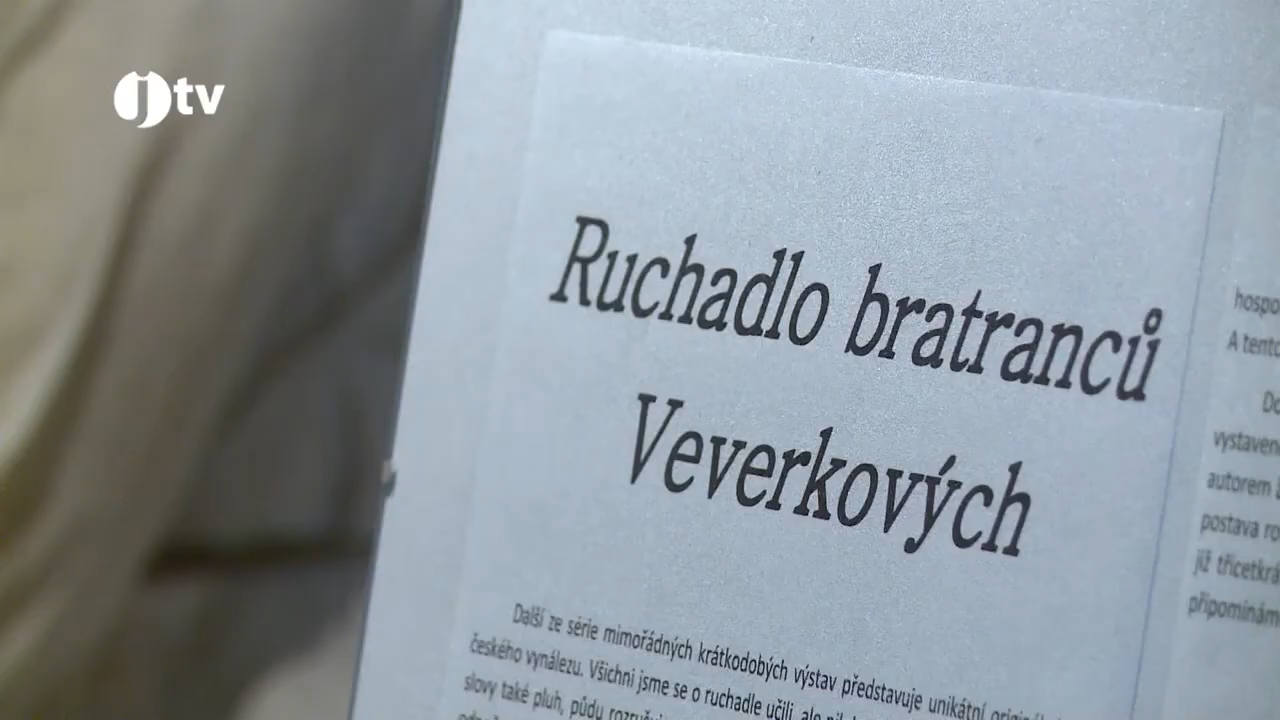 jtv
Ruchadlo bratranců
Veverkových
Další ze série mimořádných krátkodobých výstav představuje unikátní
českého vynálezu. Všichni jsme se o ruchadle učili, ale
slovy také pluh, půdu
hospo
A tento
Do
vystaven
autorem
postava ro
již třicetkrá
připomínám